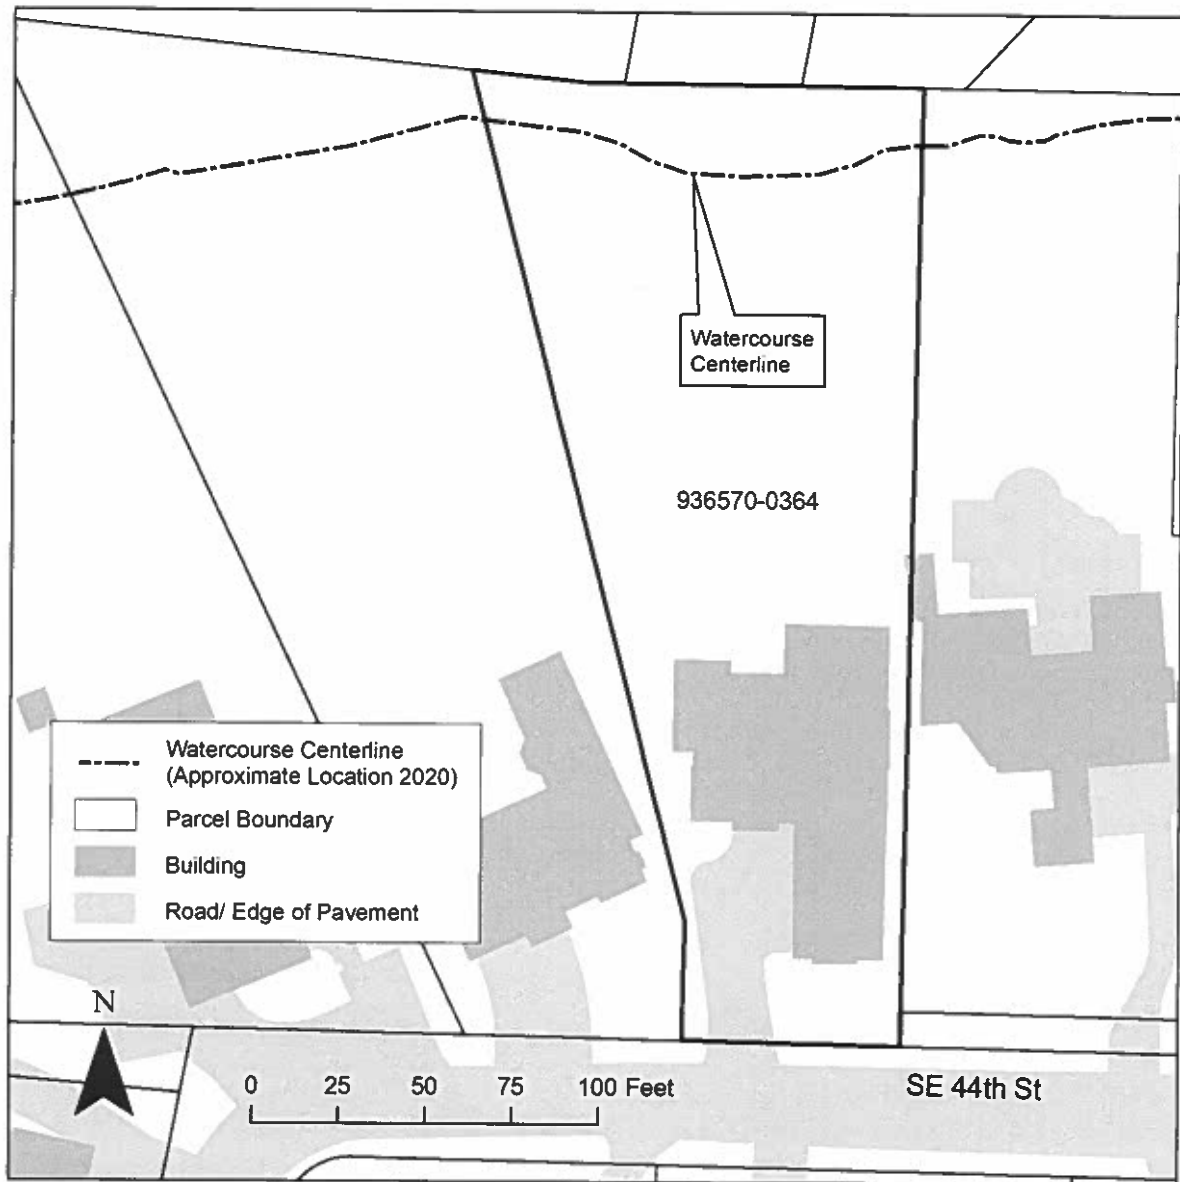 Watercourse
Centerline
936570-0364
Watercourse Centerline
(Approximate Location 2020)
Parcel Boundary
Building
Road/ Edge of Pavement
N
0 25 50 75 100 Feet
SE 44th St